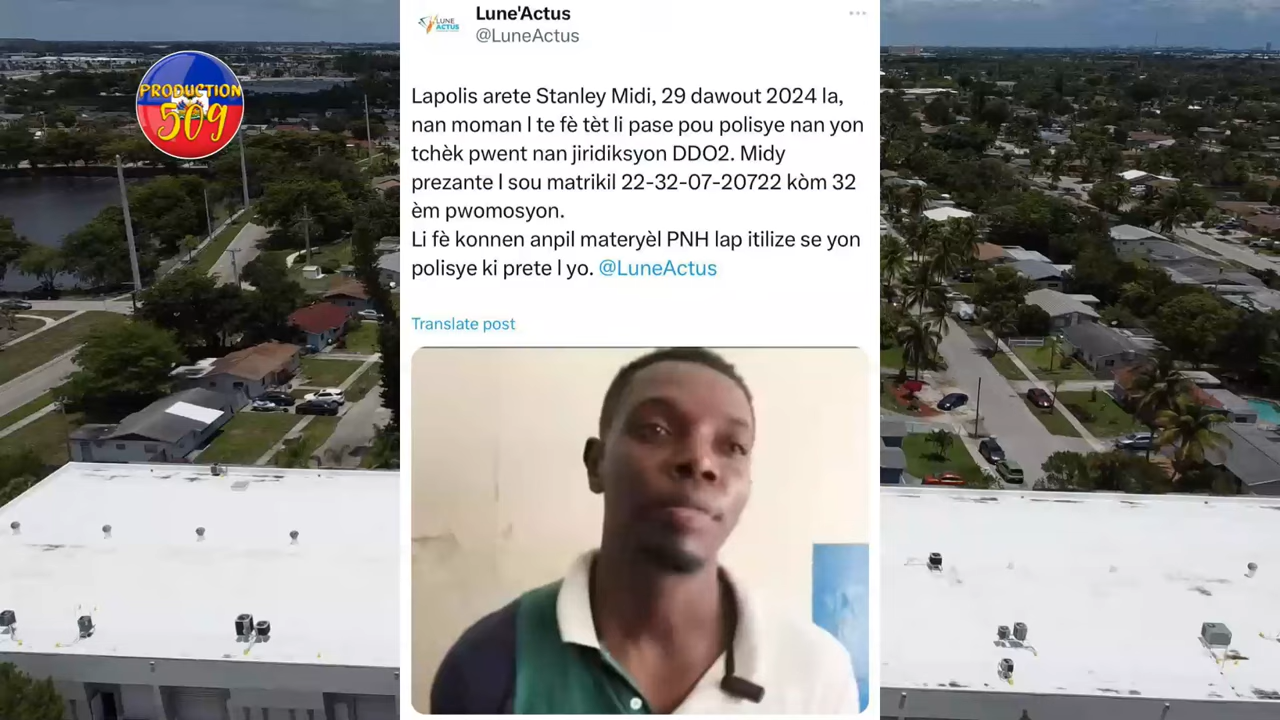 PRODUCTION
509
LUNE
ACTUS
Lune'Actus
@LuneActus
Lapolis arete Stanley Midi, 29 dawout 2024 la,
nan moman l te fè tèt li pase pou polisye nan yon
tchèk pwent nan jiridiksyon DDO2. Midy
prezante l sou matrikil 22-32-07-20722 kòm 32
èm pwomosyon.
Li fè konnen anpil materyèl PNH lap itilize se yon
polisye ki prete l yo. @LuneActus
Translate post